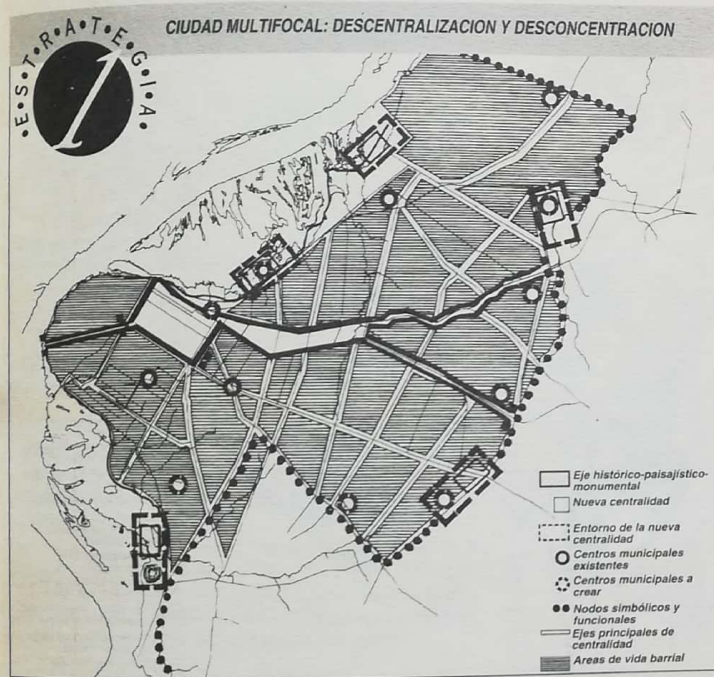 CIUDAD MULTIFOCAL: DESCENTRALIZACION Y DESCONCENTRACION
E•S•T•R•A•T•E•G•I•A•
1
Eje histórico-paisajístico-
monumental
Nueva centralidad
Entorno de la nueva
centralidad
Centros municipales
existentes
Centros municipales a
crear
Nodos simbólicos y
funcionales
Ejes principales de
centralidad
Areas de vida barrial